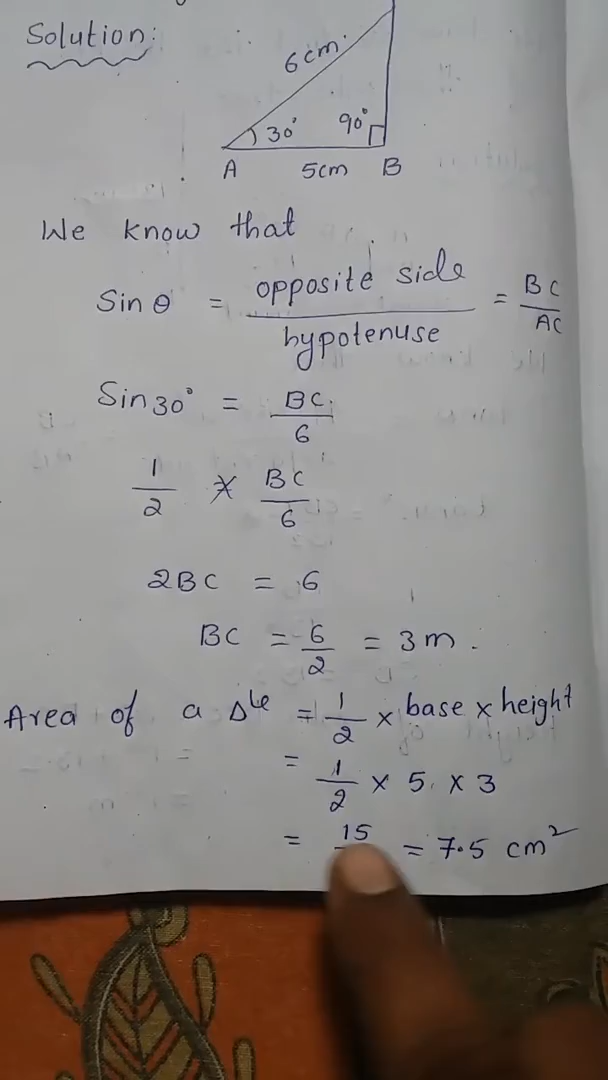 Solution:
6cm
30° 90°
A 5cm B
We know that
Sin θ = opposite side / hypotenuse = BC / AC
Sin 30° = BC / 6
1 / 2 × BC / 6
2BC = 6
BC = 6 / 2 = 3 m.
Area of a Δle = 1 / 2 × base × height
= 1 / 2 × 5 × 3
= 15 = 7.5 cm²